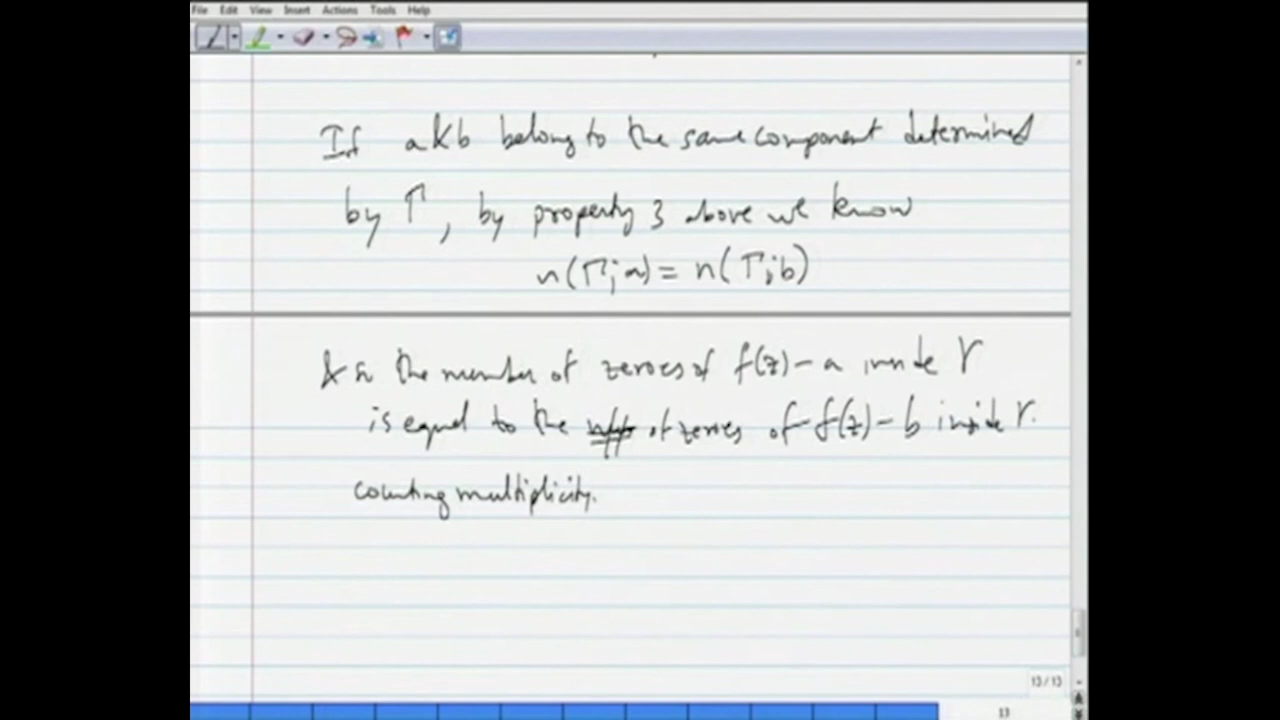 File Edit View Insert Actions Tools Help
If a & b belong to the same component determined
by Γ, by property 3 above we know
n(Γ; a) = n(Γ; b)
& so the number of zeroes of f(z) - a inside γ
is equal to the of zeroes of f(z) - b inside γ.
counting multiplicity.
13/13
13